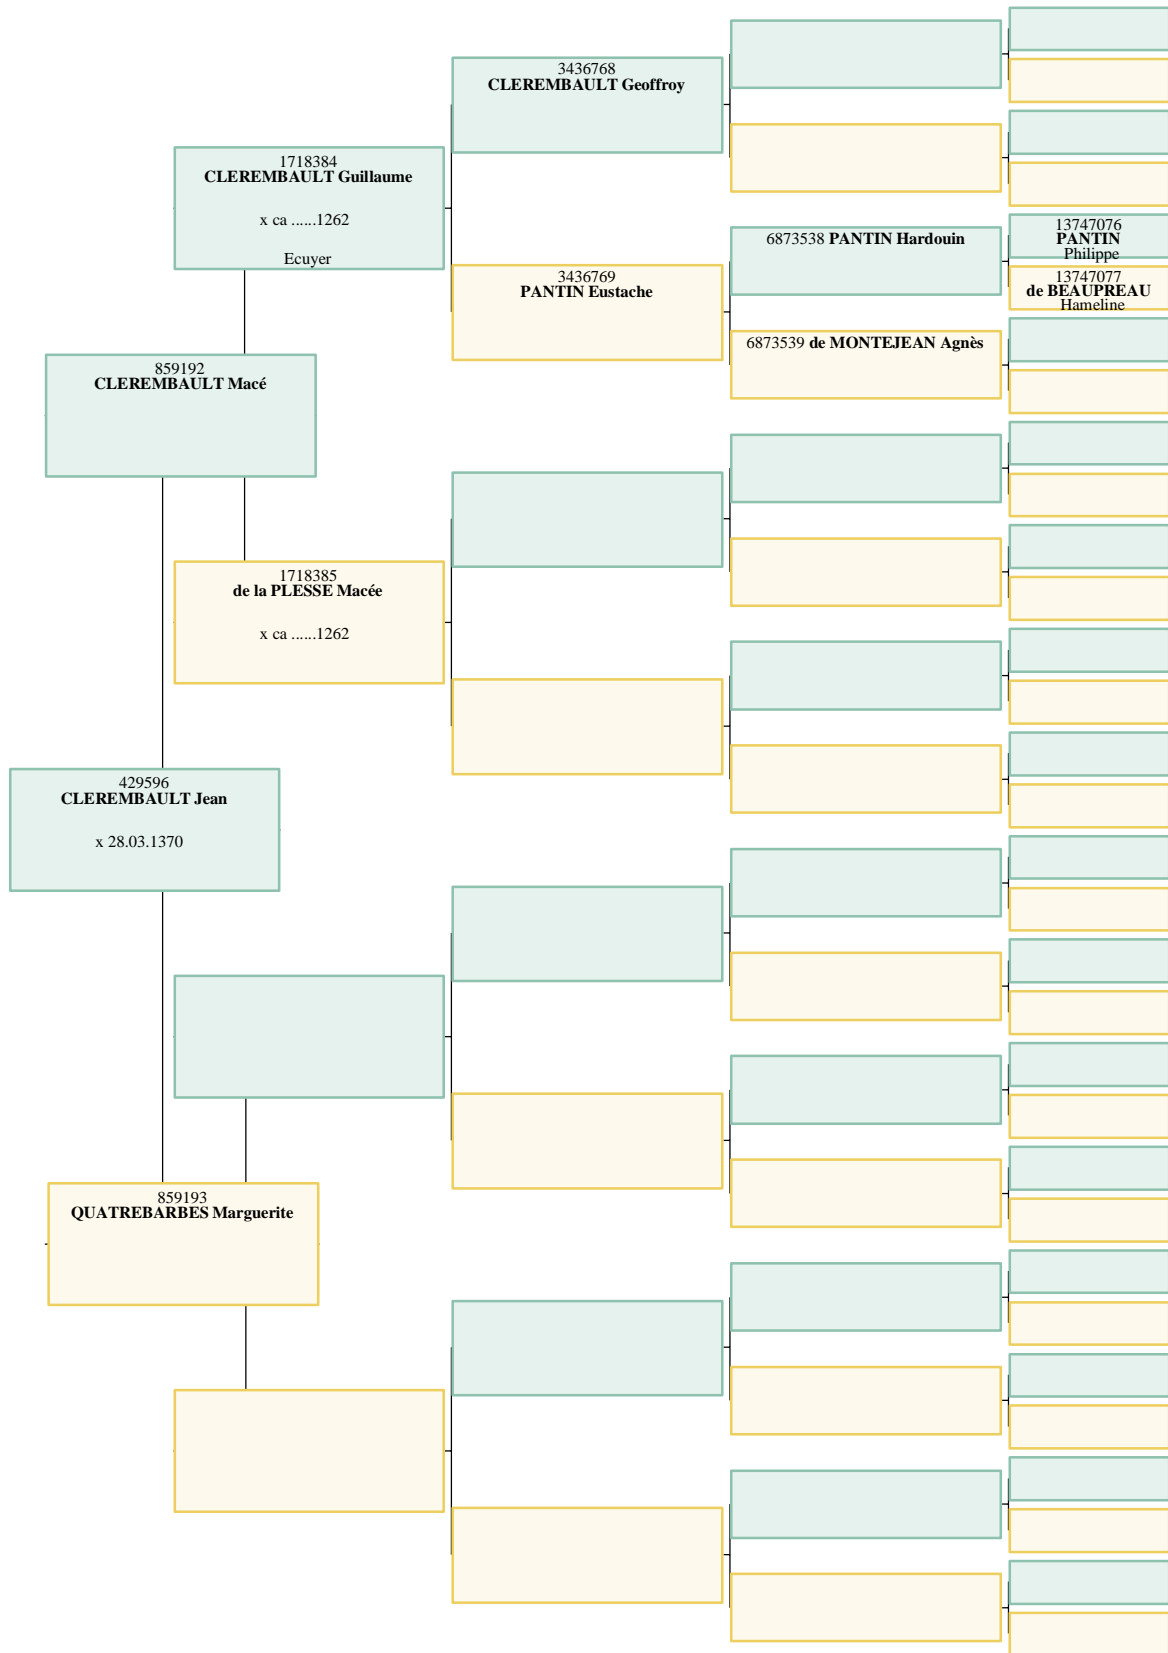 3436768
CLEREMBAULT Geoffroy
1718384
CLEREMBAULT Guillaume
x ca ......1262
Ecuyer
13747076
PANTIN
Philippe
6873538 PANTIN Hardouin
3436769
PANTIN Eustache
13747077
de BEAUPREAU
Hameline
6873539 de MONTEJEAN Agnès
859192
CLEREMBAULT Macé
1718385
de la PLESSE Macée
x ca ......1262
429596
CLEREMBAULT Jean
x 28.03.1370
859193
QUATREBARBES Marguerite